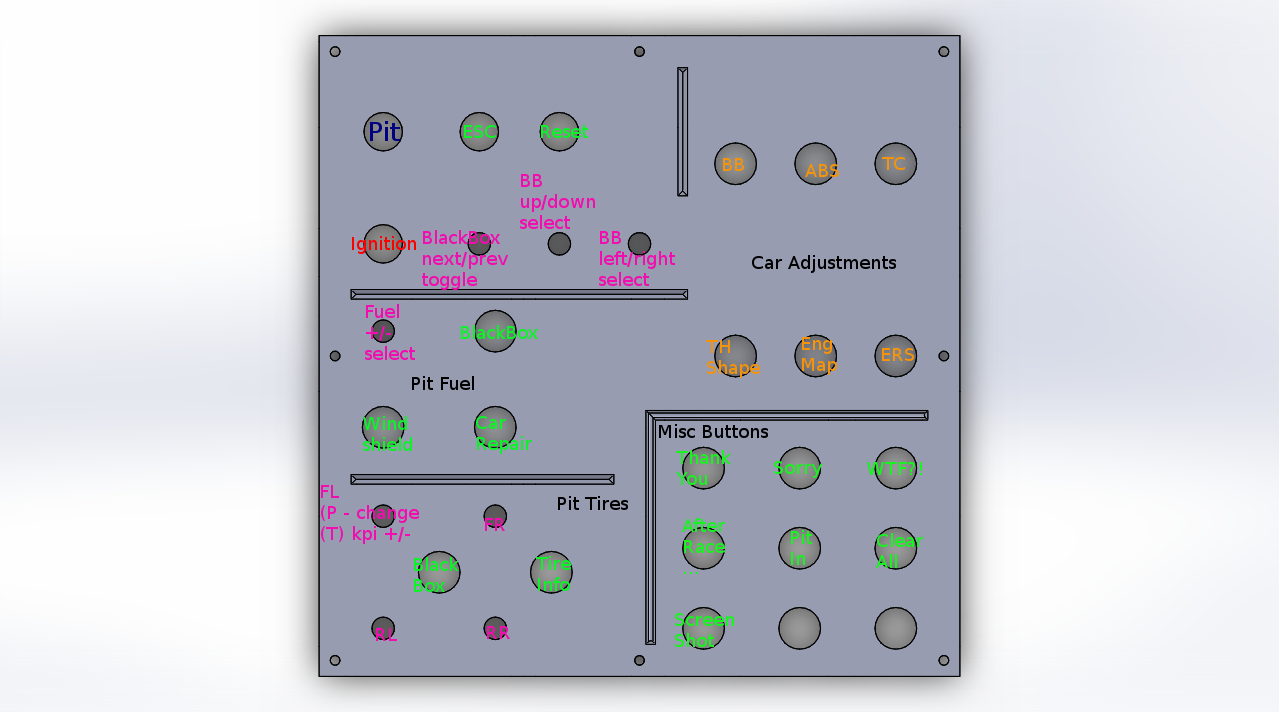 Pit
ESC
Reset
BB
ABS
TC
BB
up/down
select
Ignition
BlackBox
next/prev
toggle
BB
left/right
select
Car Adjustments
Fuel
+/-
select
BlackBox
TH
Shape
Eng
Map
ERS
Pit Fuel
Wind
shield
Car
Repair
Misc Buttons
Thank
You
Sorry
WTF?!
FL
(P - change
(T) kpi +/-
FR
Pit Tires
After
Race
...
Pit
In
Clear
All
Black
Box
Tire
Info
RL
RR
Screen
Shot